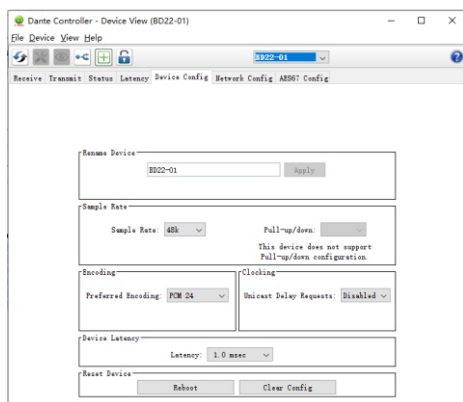 Dante Controller - Device View (BD22-01)
File Device View Help
BD22-01
Receive Transmit Status Latency Device Config Network Config AES67 Config
Rename Device
BD22-01
Apply
Sample Rate
Sample Rate: 48k
Pull-up/down:
This device does not support
Pull-up/down configuration.
Encoding
Preferred Encoding: PCM 24
Clocking
Unicast Delay Requests: Disabled
Device Latency
Latency: 1.0 msec
Reset Device
Reboot
Clear Config